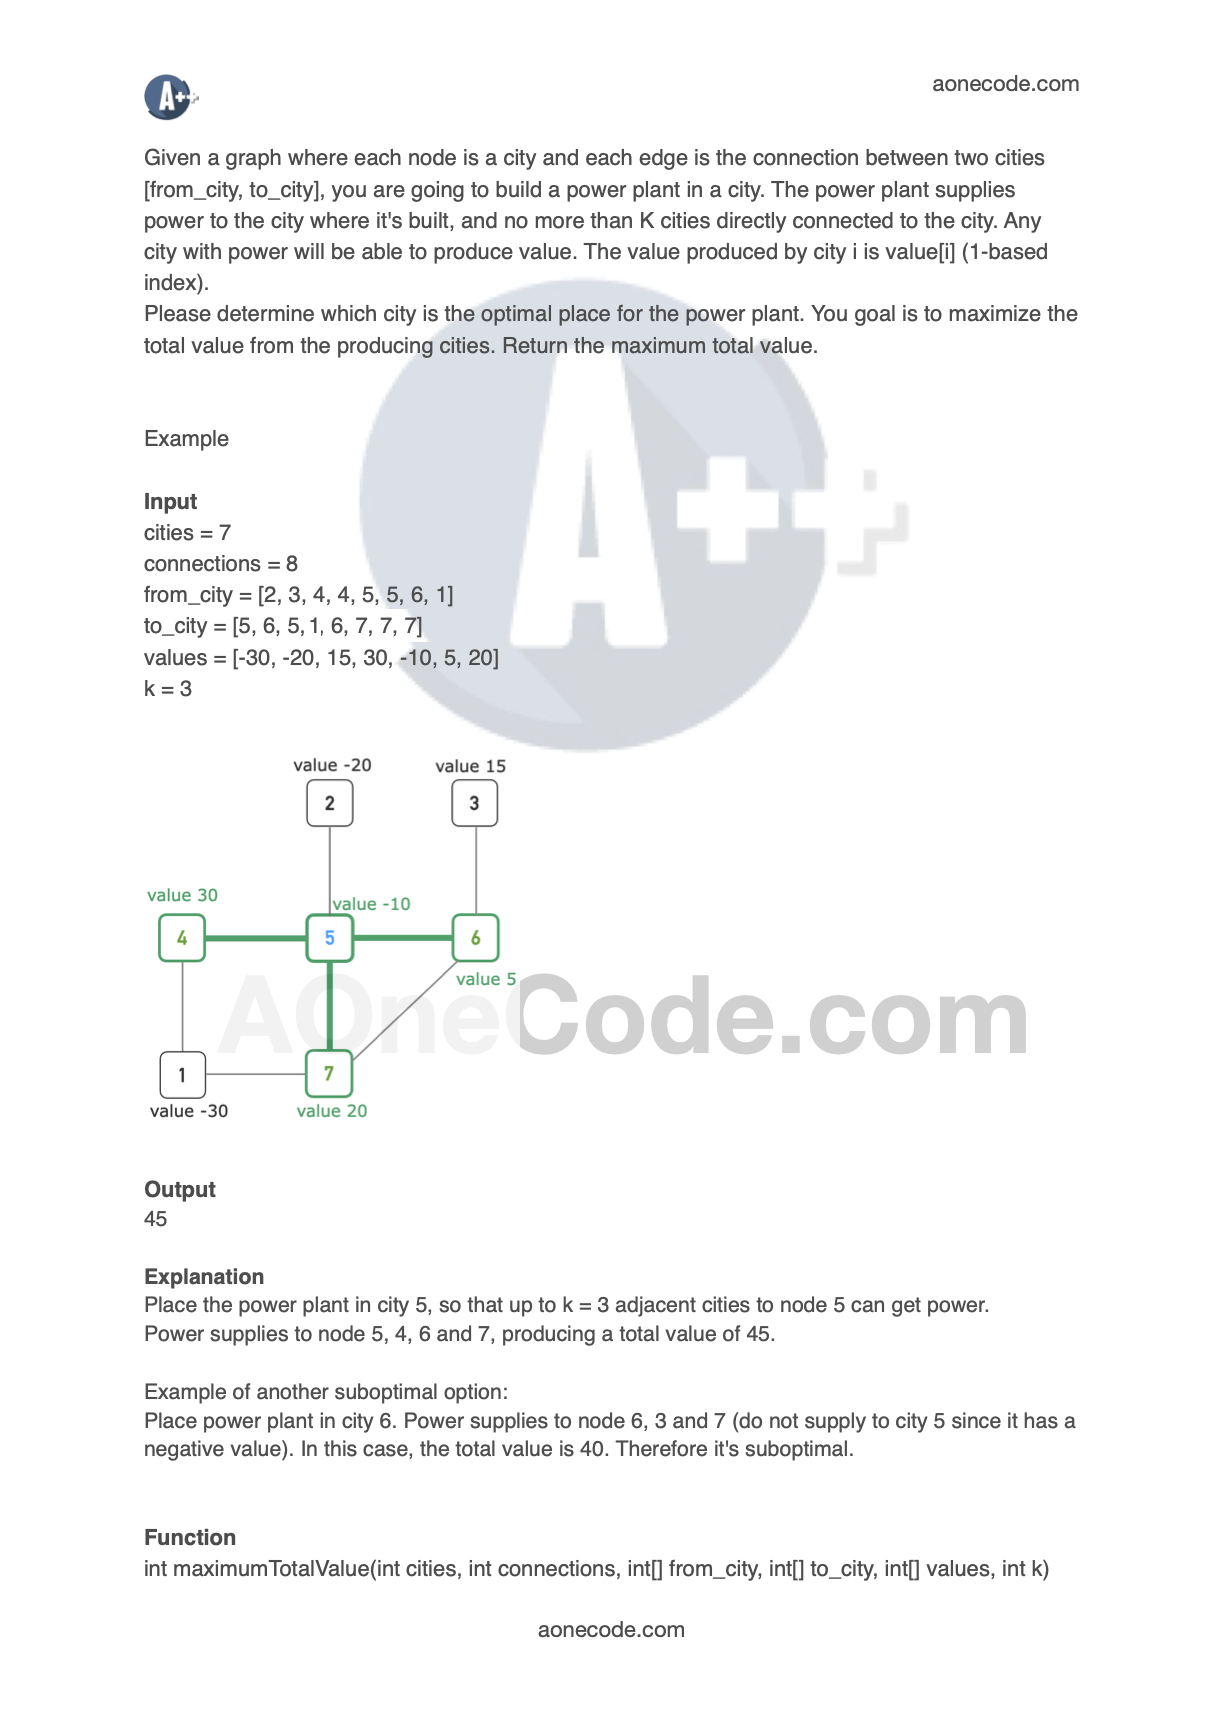 A++
aonecode.com
Given a graph where each node is a city and each edge is the connection between two cities
[from_city, to_city], you are going to build a power plant in a city. The power plant supplies
power to the city where it's built, and no more than K cities directly connected to the city. Any
city with power will be able to produce value. The value produced by city i is value[i] (1-based
index).
Please determine which city is the optimal place for the power plant. You goal is to maximize the
total value from the producing cities. Return the maximum total value.
A++
Example
Input
cities = 7
connections = 8
from_city = [2, 3, 4, 4, 5, 5, 6, 1]
to_city = [5, 6, 5, 1, 6, 7, 7, 7]
values = [-30, -20, 15, 30, -10, 5, 20]
k = 3
value -20
value 15
2
3
value 30
value -10
4
5
6
value 5
AOneCode.com
1
7
value -30
value 20
Output
45
Explanation
Place the power plant in city 5, so that up to k = 3 adjacent cities to node 5 can get power.
Power supplies to node 5, 4, 6 and 7, producing a total value of 45.
Example of another suboptimal option:
Place power plant in city 6. Power supplies to node 6, 3 and 7 (do not supply to city 5 since it has a
negative value). In this case, the total value is 40. Therefore it's suboptimal.
Function
int maximumTotalValue(int cities, int connections, int[] from_city, int[] to_city, int[] values, int k)
aonecode.com